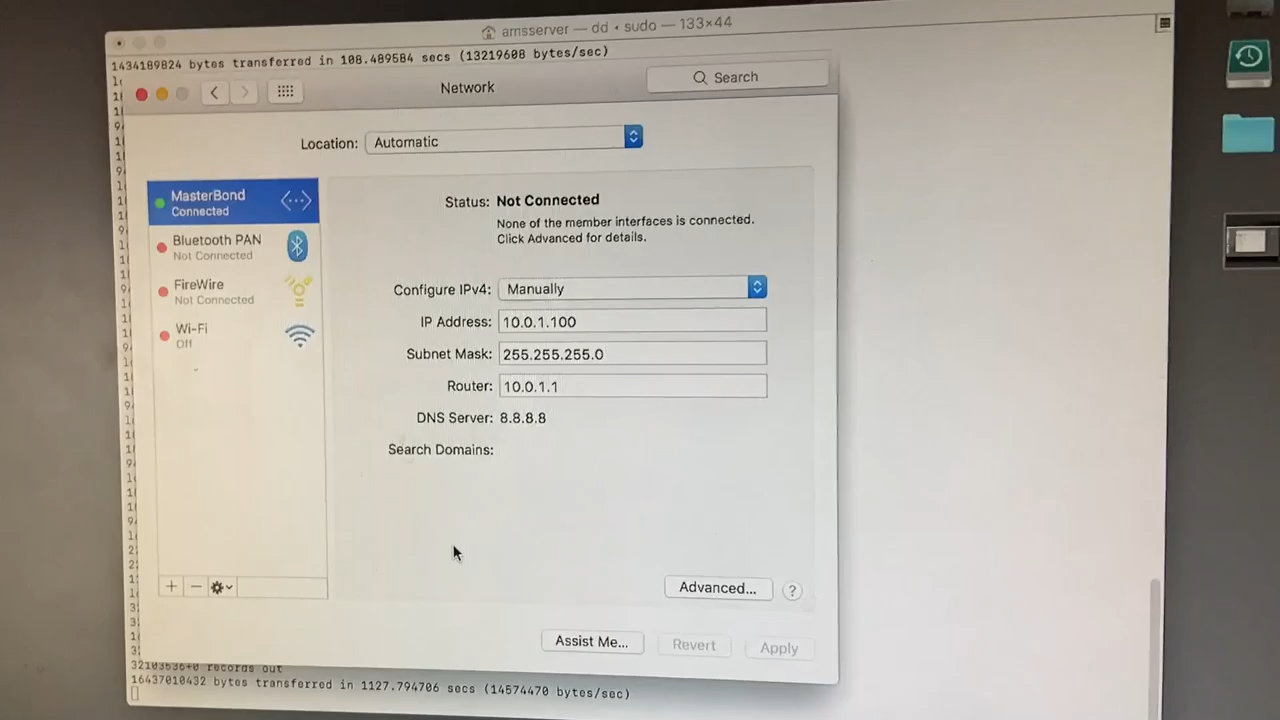 amsserver — dd • sudo — 133×44
1434189824 bytes transferred in 108.489584 secs (13219608 bytes/sec)
Network
Search
Location: Automatic
MasterBond
Connected
Bluetooth PAN
Not Connected
FireWire
Not Connected
Wi-Fi
Off
Status: Not Connected
None of the member interfaces is connected.
Click Advanced for details.
Configure IPv4: Manually
IP Address: 10.0.1.100
Subnet Mask: 255.255.255.0
Router: 10.0.1.1
DNS Server: 8.8.8.8
Search Domains:
+ −
Advanced... ?
Assist Me... Revert Apply
32103536+0 records out
16437010432 bytes transferred in 1127.794706 secs (14574470 bytes/sec)